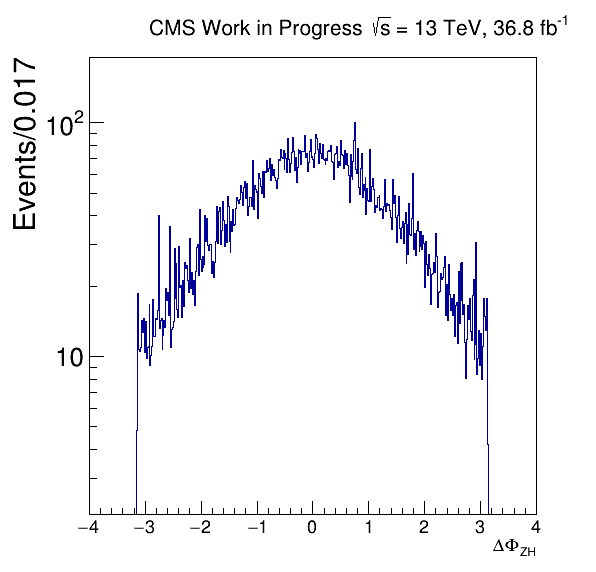 CMS Work in Progress √s = 13 TeV, 36.8 fb⁻¹
Events/0.017
10²
10
−4 −3 −2 −1 0 1 2 3 4
ΔΦ_ZH